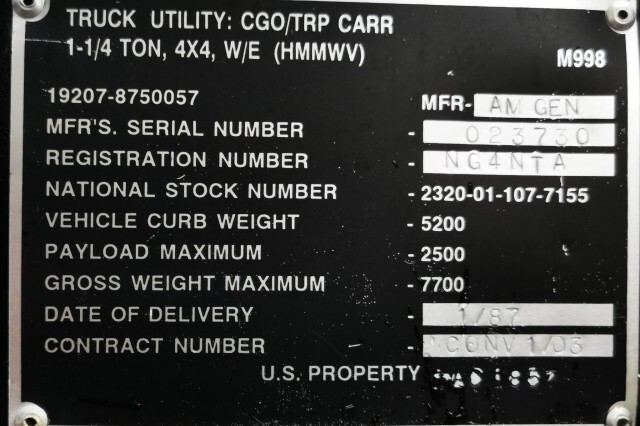 TRUCK UTILITY: CGO/TRP CARR
1-1/4 TON, 4X4, W/E (HMMWV) M998
19207-8750057 MFR- AM GEN
MFR'S. SERIAL NUMBER - 023730
REGISTRATION NUMBER - NG4NTA
NATIONAL STOCK NUMBER - 2320-01-107-7155
VEHICLE CURB WEIGHT - 5200
PAYLOAD MAXIMUM - 2500
GROSS WEIGHT MAXIMUM - 7700
DATE OF DELIVERY - 1/87
CONTRACT NUMBER - CONV 1/03
U.S. PROPERTY